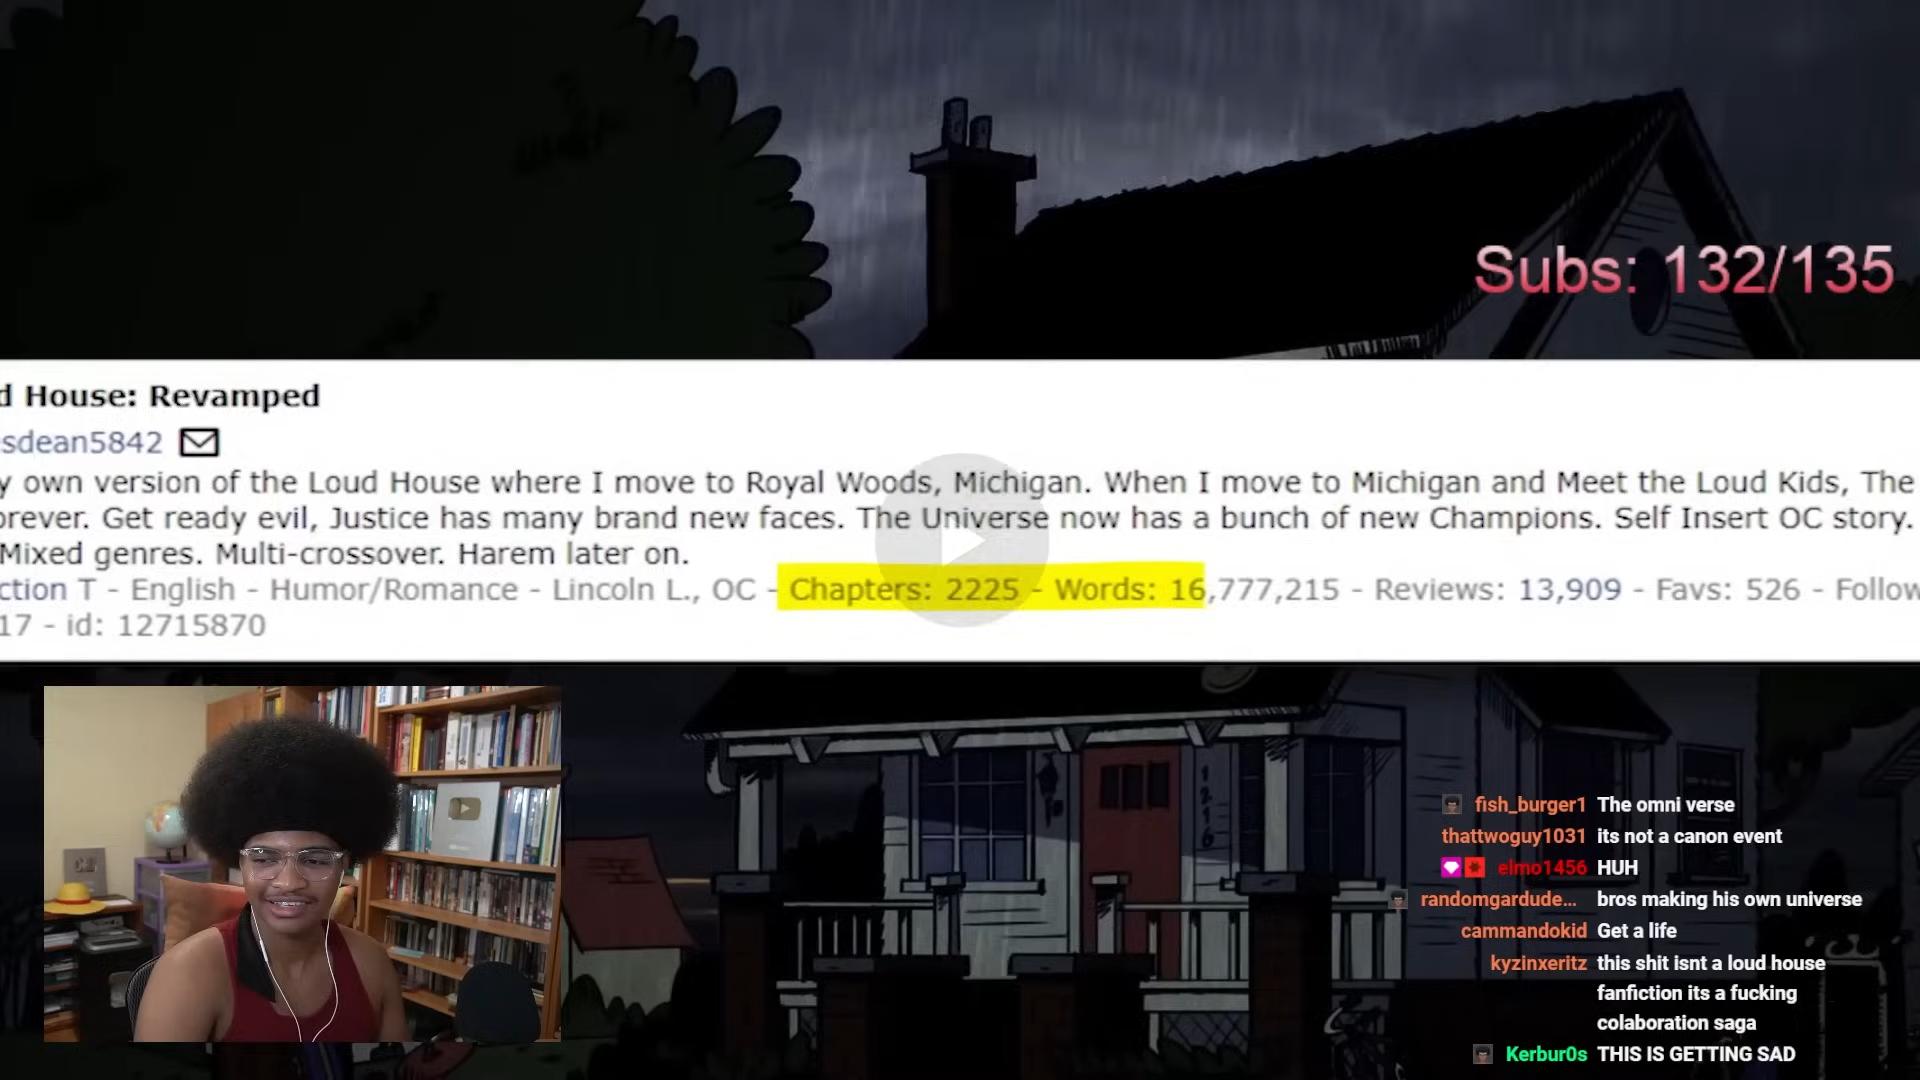 Subs: 132/135
d House: Revamped
sdean5842
y own version of the Loud House where I move to Royal Woods, Michigan. When I move to Michigan and Meet the Loud Kids, The
orever. Get ready evil, Justice has many brand new faces. The Universe now has a bunch of new Champions. Self Insert OC story.
Mixed genres. Multi-crossover. Harem later on.
ction T - English - Humor/Romance - Lincoln L., OC - Chapters: 2225 - Words: 16,777,215 - Reviews: 13,909 - Favs: 526 - Follow
17 - id: 12715870
1216
fish_burger1 The omni verse
thattwoguy1031 its not a canon event
elmo1456 HUH
randomgardude... bros making his own universe
cammandokid Get a life
kyzinxeritz this shit isnt a loud house
fanfiction its a fucking
colaboration saga
Kerbur0s THIS IS GETTING SAD